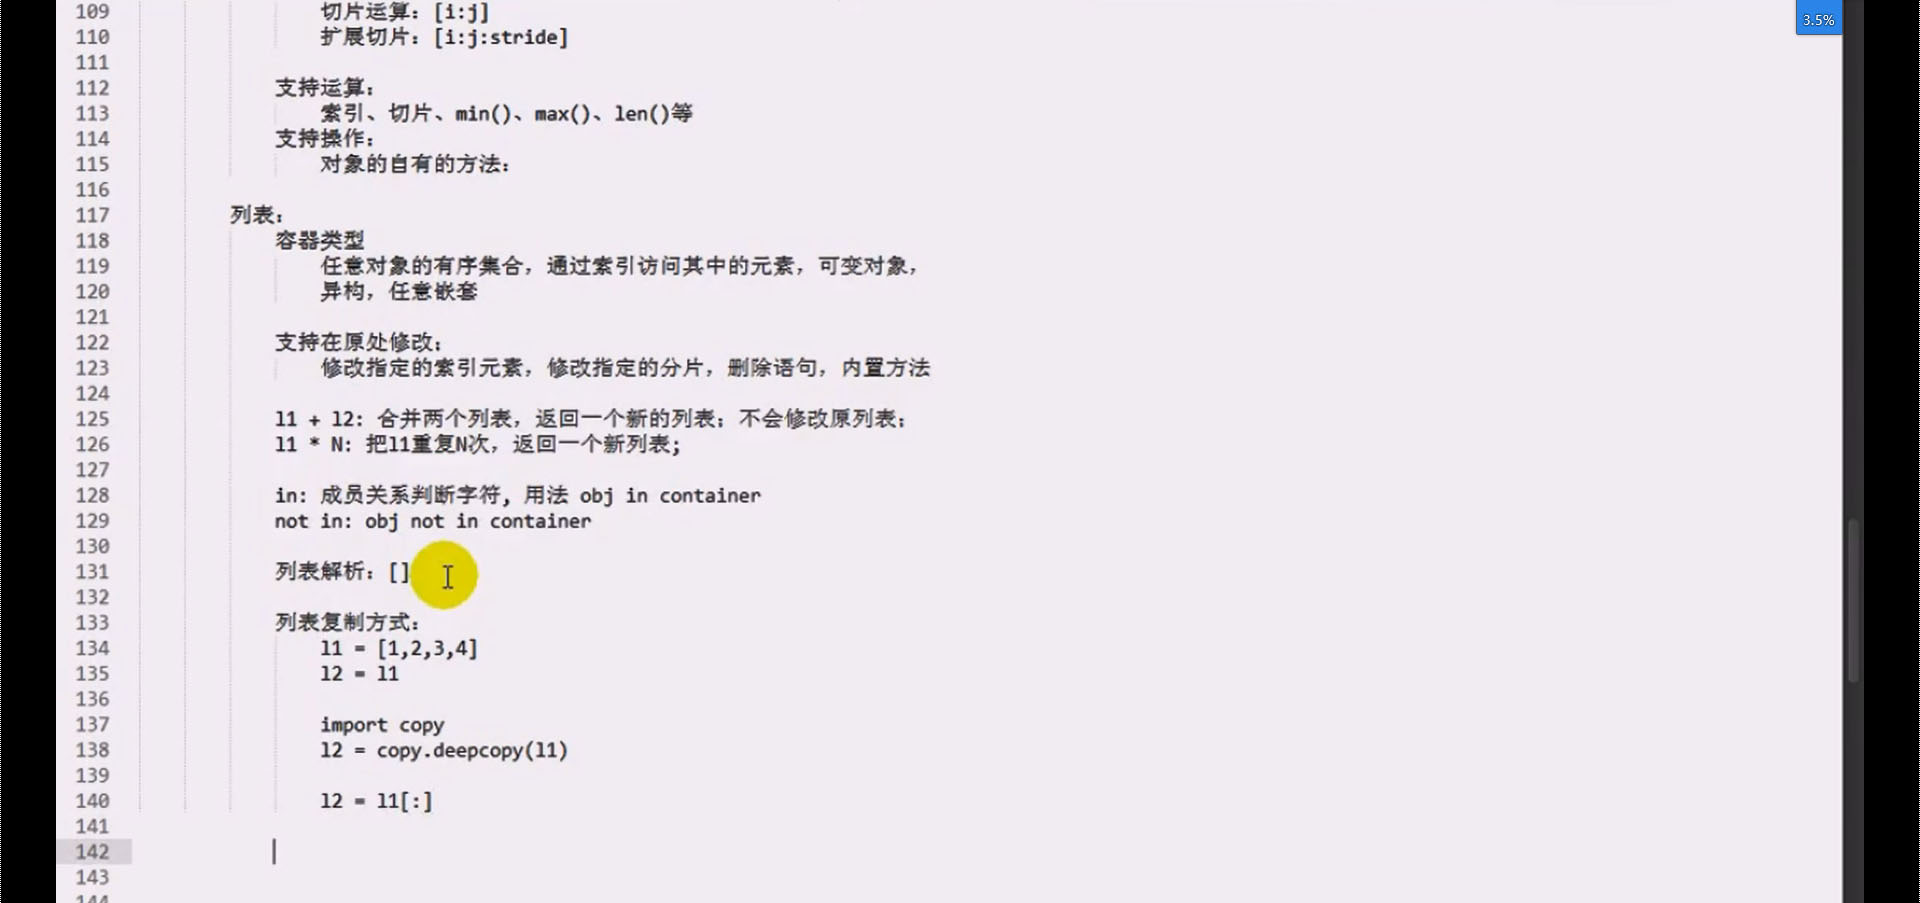 109 切片运算: [i:j]
3.5%
110 扩展切片: [i:j:stride]
111
112 支持运算:
113 索引、切片、min()、max()、len()等
114 支持操作:
115 对象的自有的方法:
116
117 列表:
118 容器类型
119 任意对象的有序集合，通过索引访问其中的元素，可变对象，
120 异构，任意嵌套
121
122 支持在原处修改:
123 修改指定的索引元素，修改指定的分片，删除语句，内置方法
124
125 l1 + l2: 合并两个列表，返回一个新的列表；不会修改原列表；
126 l1 * N: 把l1重复N次，返回一个新列表;
127
128 in: 成员关系判断字符, 用法 obj in container
129 not in: obj not in container
130
131 列表解析: []
132
133 列表复制方式:
134 l1 = [1,2,3,4]
135 l2 = l1
136
137 import copy
138 l2 = copy.deepcopy(l1)
139
140 l2 = l1[:]
141
142
143
144